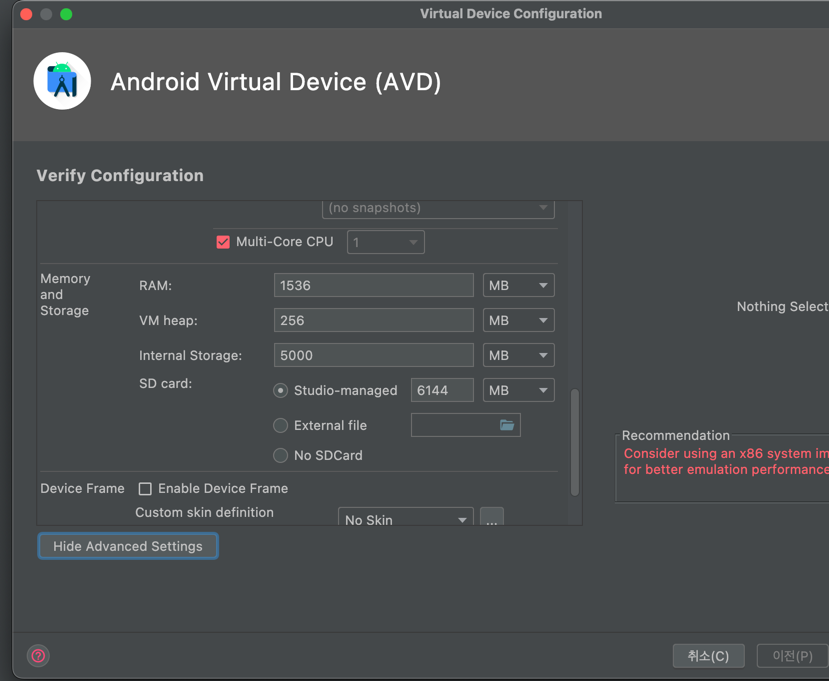 Virtual Device Configuration
Android Virtual Device (AVD)
Verify Configuration
(no snapshots)
Multi-Core CPU 1
Memory and Storage
RAM: 1536 MB
VM heap: 256 MB
Internal Storage: 5000 MB
SD card:
Studio-managed 6144 MB
External file
No SDCard
Device Frame Enable Device Frame
Custom skin definition
No Skin ...
Hide Advanced Settings
Nothing Select
Recommendation
Consider using an x86 system im
for better emulation performance
?
취소(C) 이전(P)